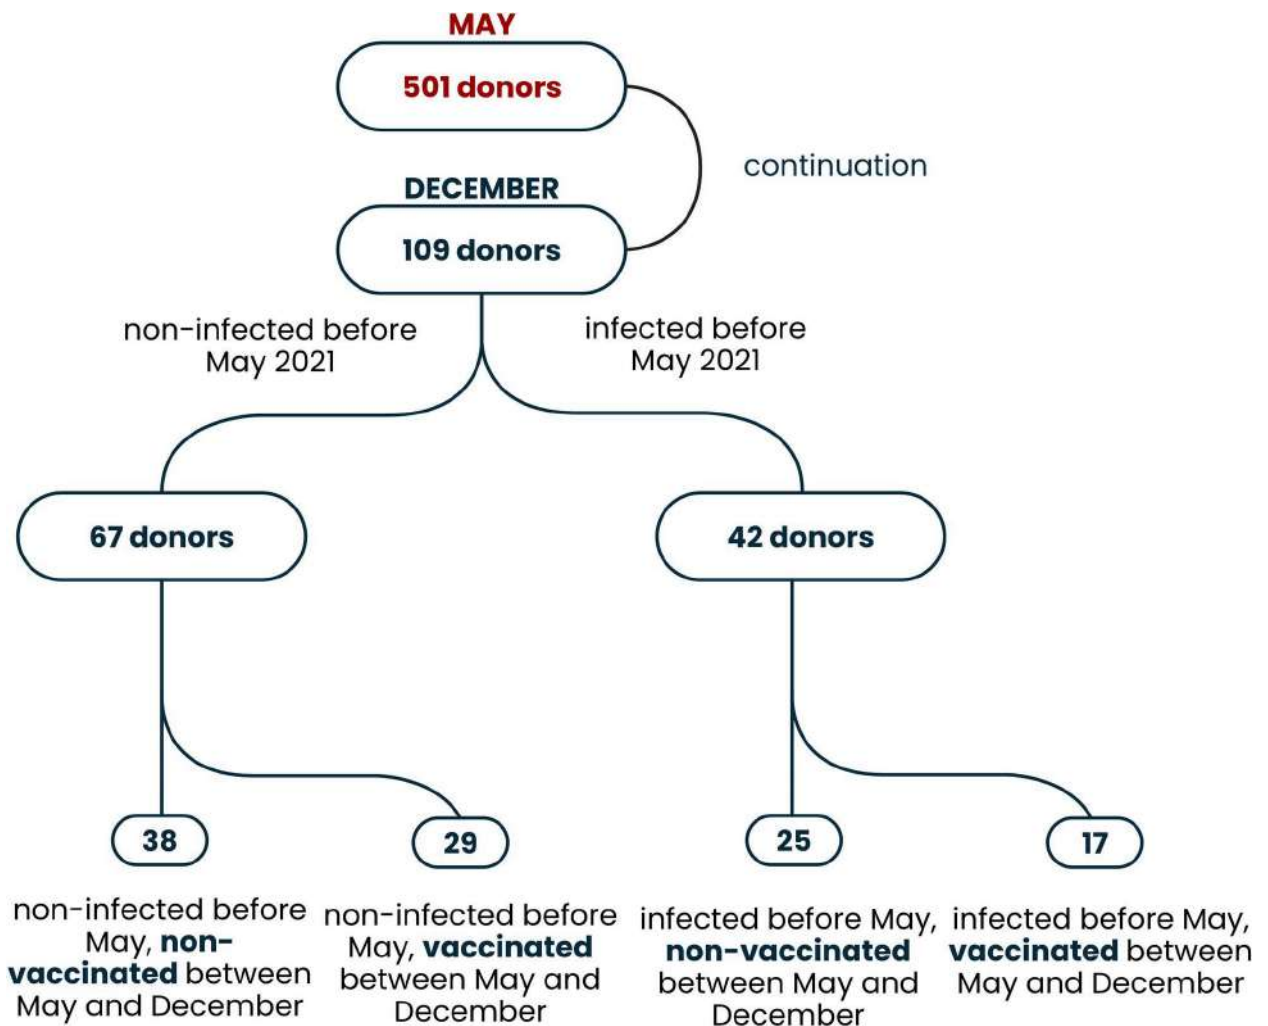 MAY
501 donors
continuation
DECEMBER
109 donors
non-infected before
May 2021
infected before
May 2021
67 donors
42 donors
38
29
25
17
non-infected before
May, non-
vaccinated between
May and December
non-infected before
May, vaccinated
between May and
December
infected before May,
non-vaccinated
between May and
December
infected before May,
vaccinated between
May and December